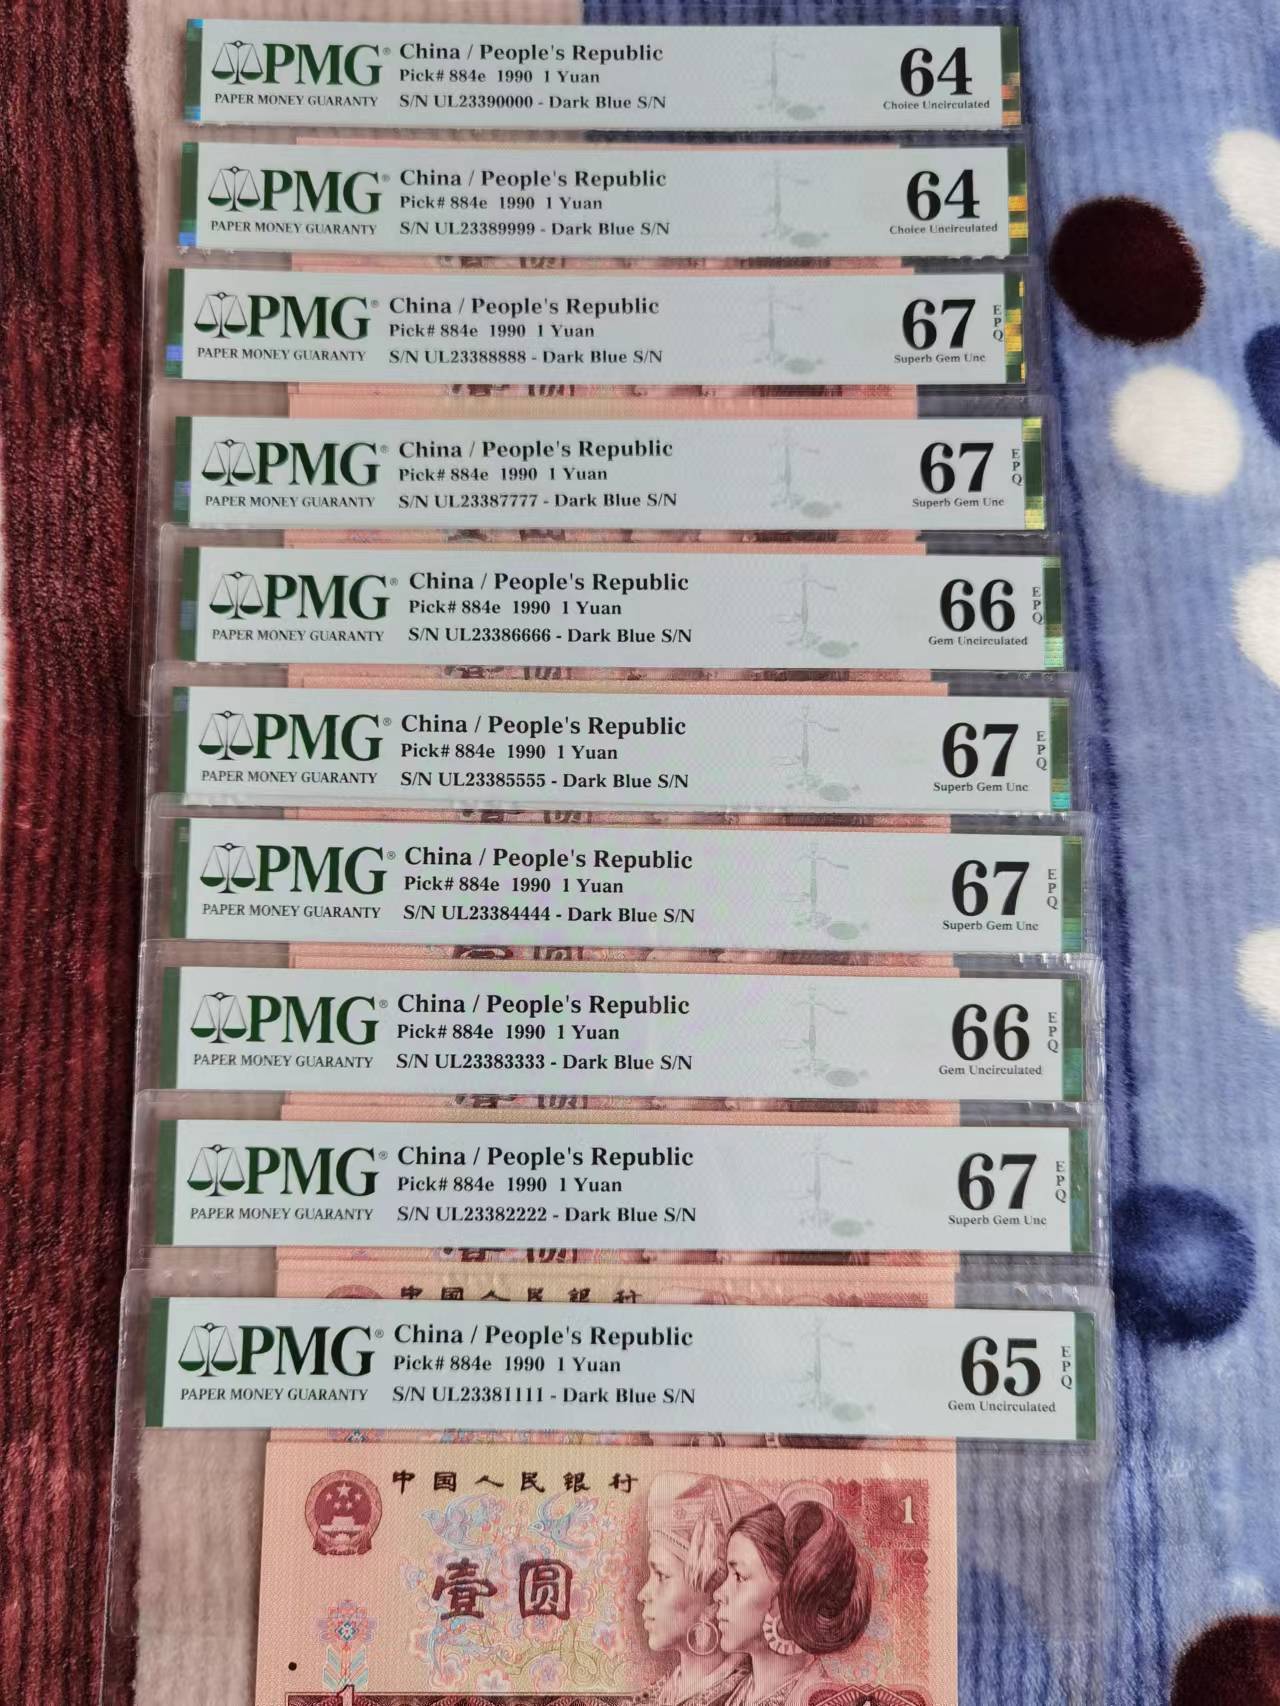 PMG®
PAPER MONEY GUARANTY
China / People's Republic
Pick# 884e 1990 1 Yuan
S/N UL23390000 - Dark Blue S/N
64
Choice Uncirculated
PMG®
PAPER MONEY GUARANTY
China / People's Republic
Pick# 884e 1990 1 Yuan
S/N UL23389999 - Dark Blue S/N
64
Choice Uncirculated
PMG®
PAPER MONEY GUARANTY
China / People's Republic
Pick# 884e 1990 1 Yuan
S/N UL23388888 - Dark Blue S/N
67
EPQ
Superb Gem Unc
PMG®
PAPER MONEY GUARANTY
China / People's Republic
Pick# 884e 1990 1 Yuan
S/N UL23387777 - Dark Blue S/N
67
EPQ
Superb Gem Unc
PMG®
PAPER MONEY GUARANTY
China / People's Republic
Pick# 884e 1990 1 Yuan
S/N UL23386666 - Dark Blue S/N
66
EPQ
Gem Uncirculated
PMG®
PAPER MONEY GUARANTY
China / People's Republic
Pick# 884e 1990 1 Yuan
S/N UL23385555 - Dark Blue S/N
67
EPQ
Superb Gem Unc
PMG®
PAPER MONEY GUARANTY
China / People's Republic
Pick# 884e 1990 1 Yuan
S/N UL23384444 - Dark Blue S/N
67
EPQ
Superb Gem Unc
PMG®
PAPER MONEY GUARANTY
China / People's Republic
Pick# 884e 1990 1 Yuan
S/N UL23383333 - Dark Blue S/N
66
EPQ
Gem Uncirculated
PMG®
PAPER MONEY GUARANTY
China / People's Republic
Pick# 884e 1990 1 Yuan
S/N UL23382222 - Dark Blue S/N
67
EPQ
Superb Gem Unc
中国人民银行
PMG®
PAPER MONEY GUARANTY
China / People's Republic
Pick# 884e 1990 1 Yuan
S/N UL23381111 - Dark Blue S/N
65
EPQ
Gem Uncirculated
中国人民银行
1
壹圆
1